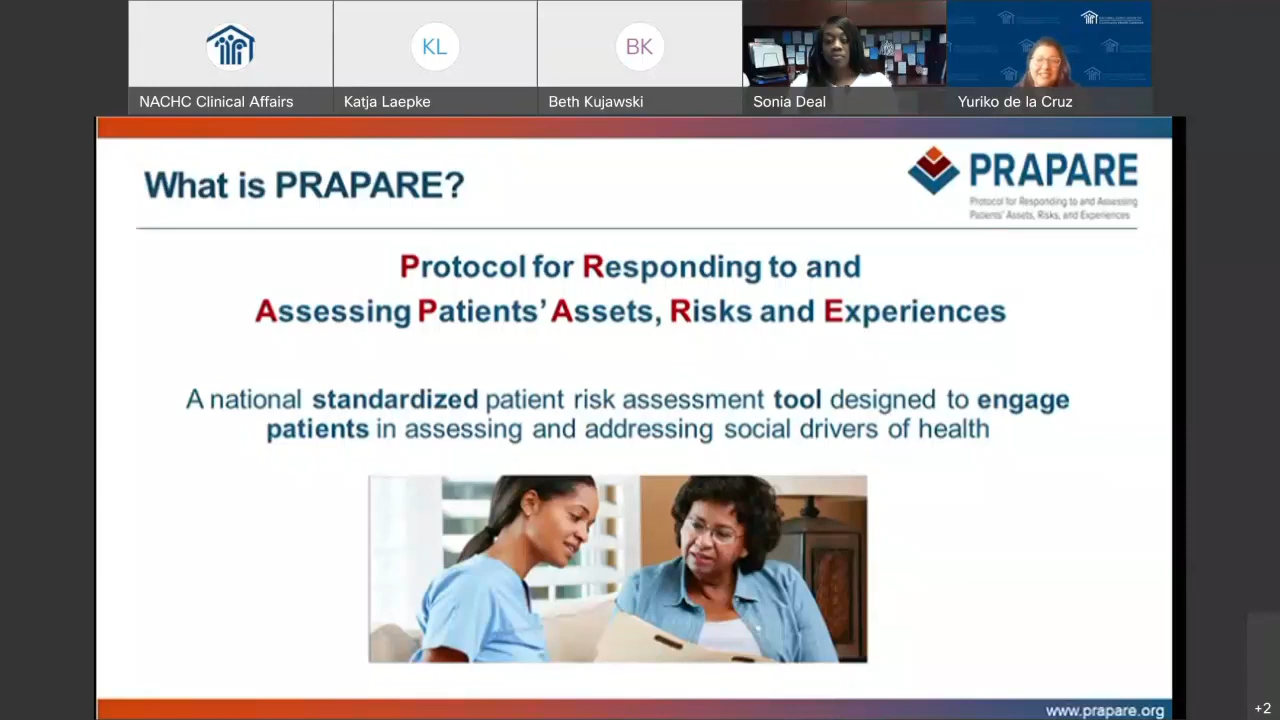 KL
BK
NACHC Clinical Affairs
Katja Laepke
Beth Kujawski
Sonia Deal
Yuriko de la Cruz
What is PRAPARE?
PRAPARE
Protocol for Responding to and Assessing
Patients' Assets, Risks, and Experiences
Protocol for Responding to and
Assessing Patients' Assets, Risks and Experiences
A national standardized patient risk assessment tool designed to engage
patients in assessing and addressing social drivers of health
www.prapare.org
+2